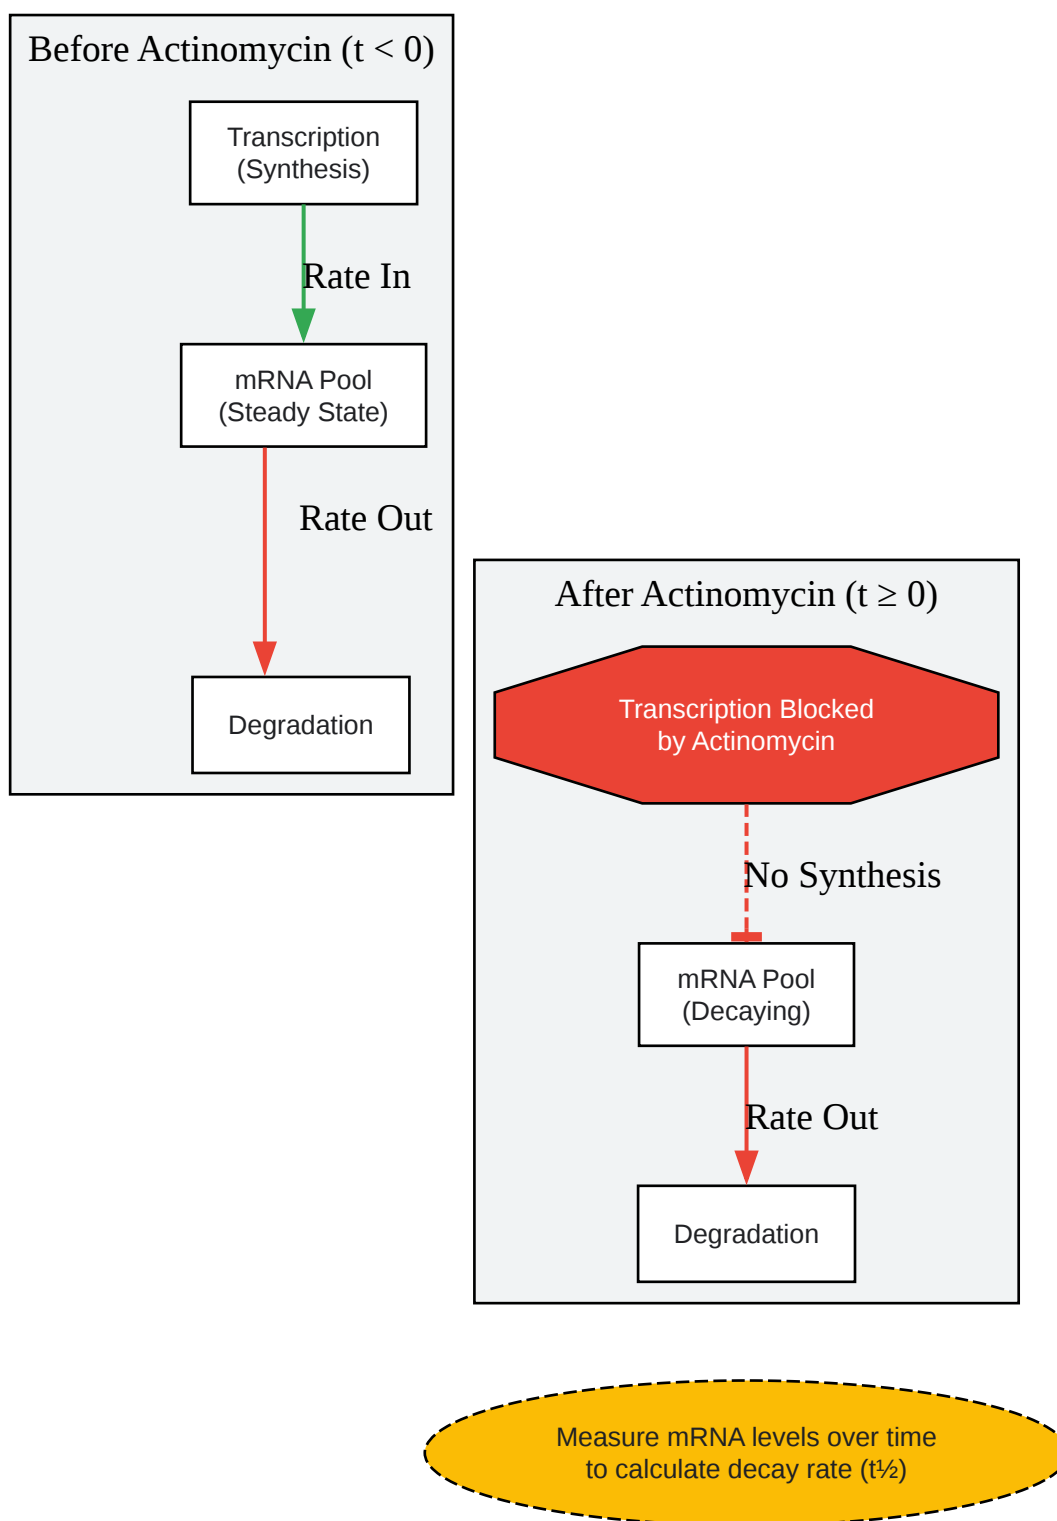 Before Actinomycin (t < 0)
Transcription
(Synthesis)
Rate In
mRNA Pool
(Steady State)
Rate Out
Degradation
After Actinomycin (t ≥ 0)
Transcription Blocked
by Actinomycin
No Synthesis
mRNA Pool
(Decaying)
Rate Out
Degradation
Measure mRNA levels over time
to calculate decay rate (t½)